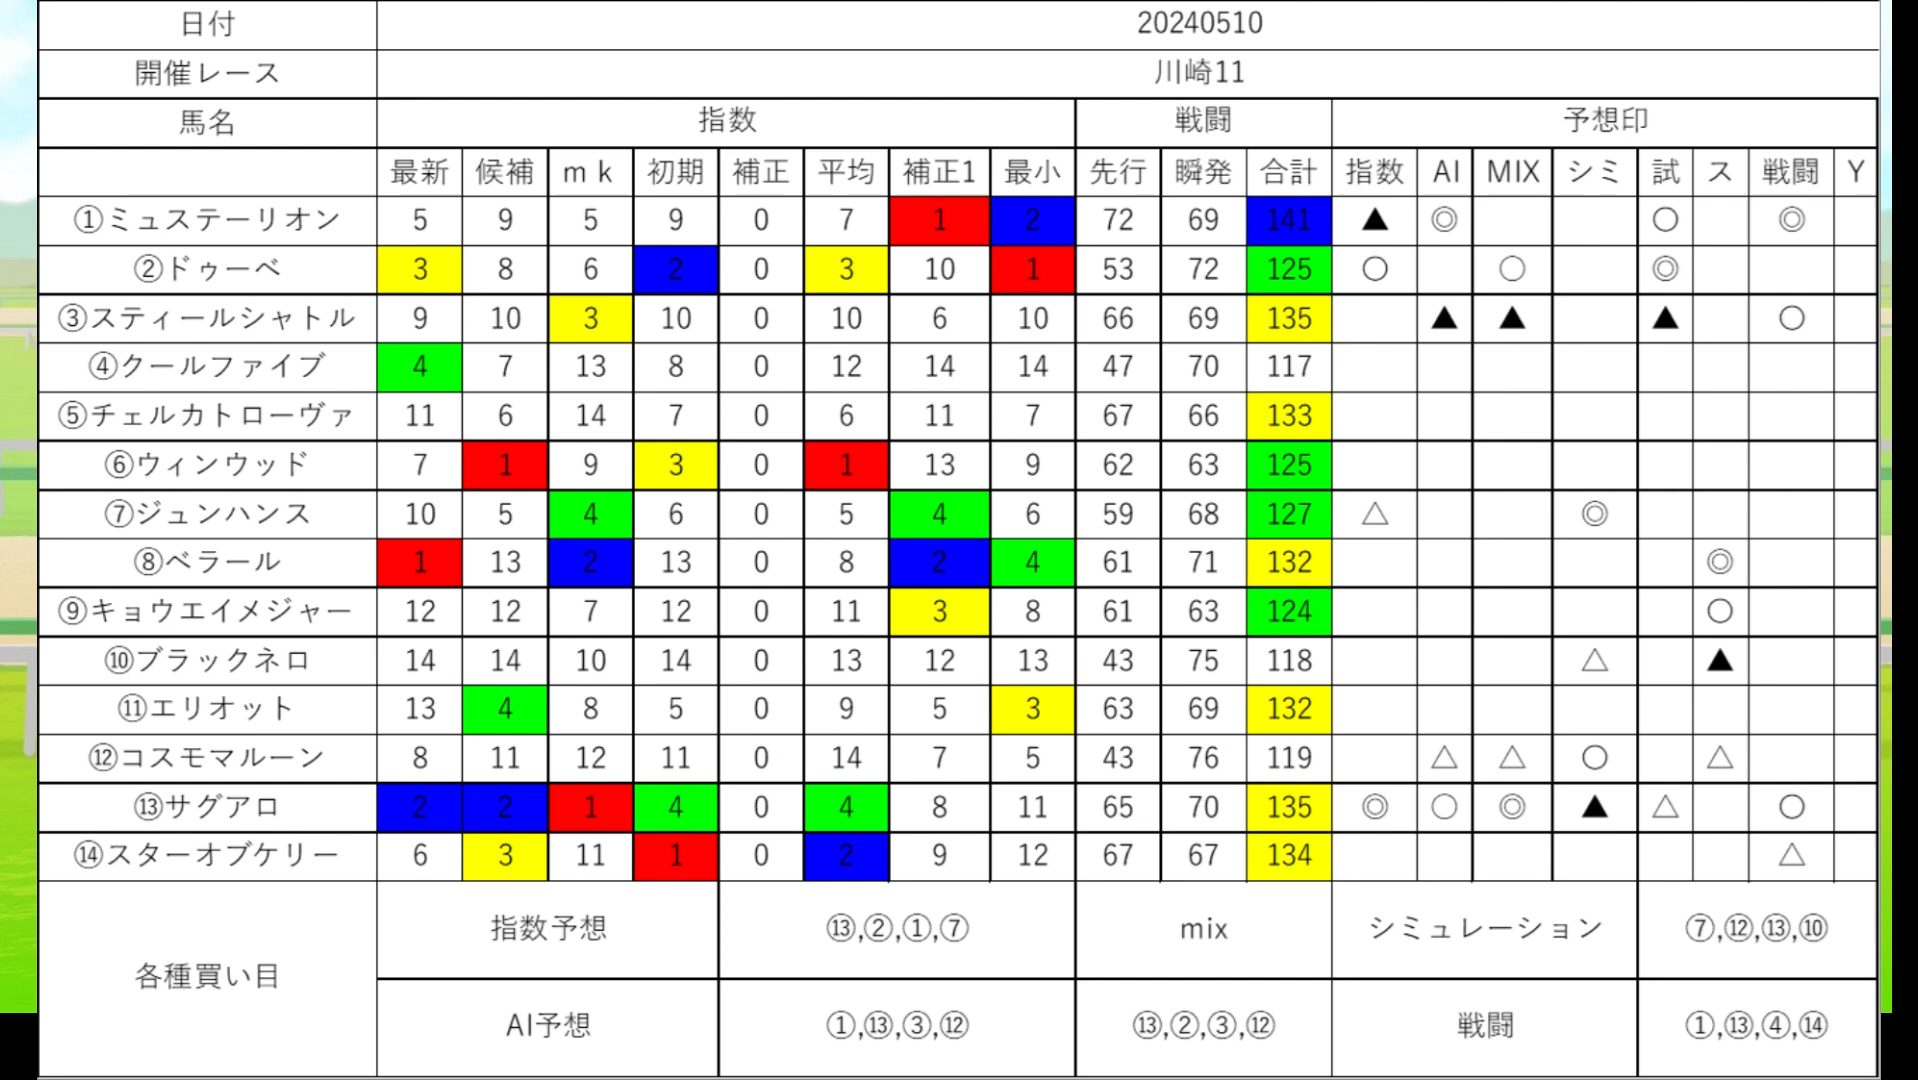 日付 20240510
開催レース 川崎11
馬名 指数 戦闘 予想印
最新 候補 mk 初期 補正 平均 補正1 最小 先行 瞬発 合計 指数 AI MIX シミ 試 ス 戦闘 Y
①ミュステーリオン 5 9 5 9 0 7 1 2 72 69 141 ▲ ◎ ○ ◎
②ドゥーベ 3 8 6 2 0 3 10 1 53 72 125 ○ ○ ◎
③スティールシャトル 9 10 3 10 0 10 6 10 66 69 135 ▲ ▲ ▲ ○
④クールファイブ 4 7 13 8 0 12 14 14 47 70 117
⑤チェルカトローヴァ 11 6 14 7 0 6 11 7 67 66 133
⑥ウィンウッド 7 1 9 3 0 1 13 9 62 63 125
⑦ジュンハンス 10 5 4 6 0 5 4 6 59 68 127 △ ◎
⑧ベラール 1 13 2 13 0 8 2 4 61 71 132 ◎
⑨キョウエイメジャー 12 12 7 12 0 11 3 8 61 63 124 ○
⑩ブラックネロ 14 14 10 14 0 13 12 13 43 75 118 △ ▲
⑪エリオット 13 4 8 5 0 9 5 3 63 69 132
⑫コスモマルーン 8 11 12 11 0 14 7 5 43 76 119 △ △ ○ △
⑬サグアロ 2 2 1 4 0 4 8 11 65 70 135 ◎ ○ ◎ ▲ △ ○
⑭スターオブケリー 6 3 11 1 0 2 9 12 67 67 134 △
各種買い目
指数予想 ⑬,②,①,⑦ mix シミュレーション ⑦,⑫,⑬,⑩
AI予想 ①,⑬,③,⑫ ⑬,②,③,⑫ 戦闘 ①,⑬,④,⑭